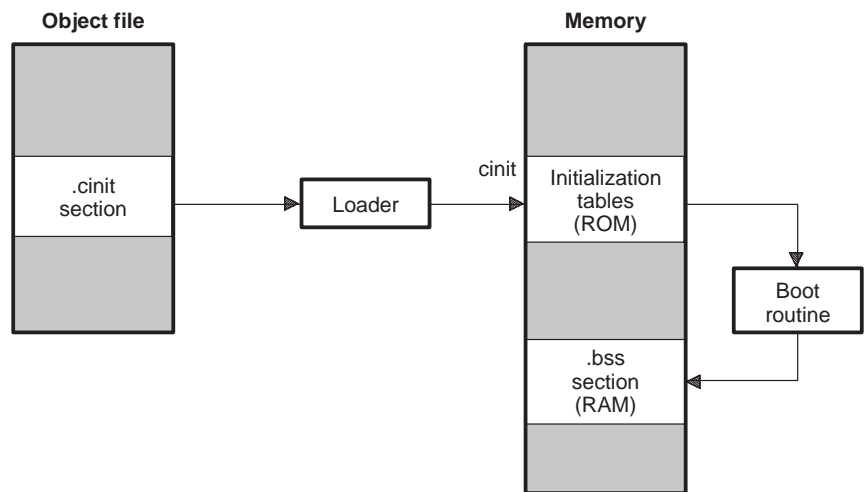 Object file
Memory
.cinit
section
Loader
cinit
Initialization
tables
(ROM)
Boot
routine
.bss
section
(RAM)